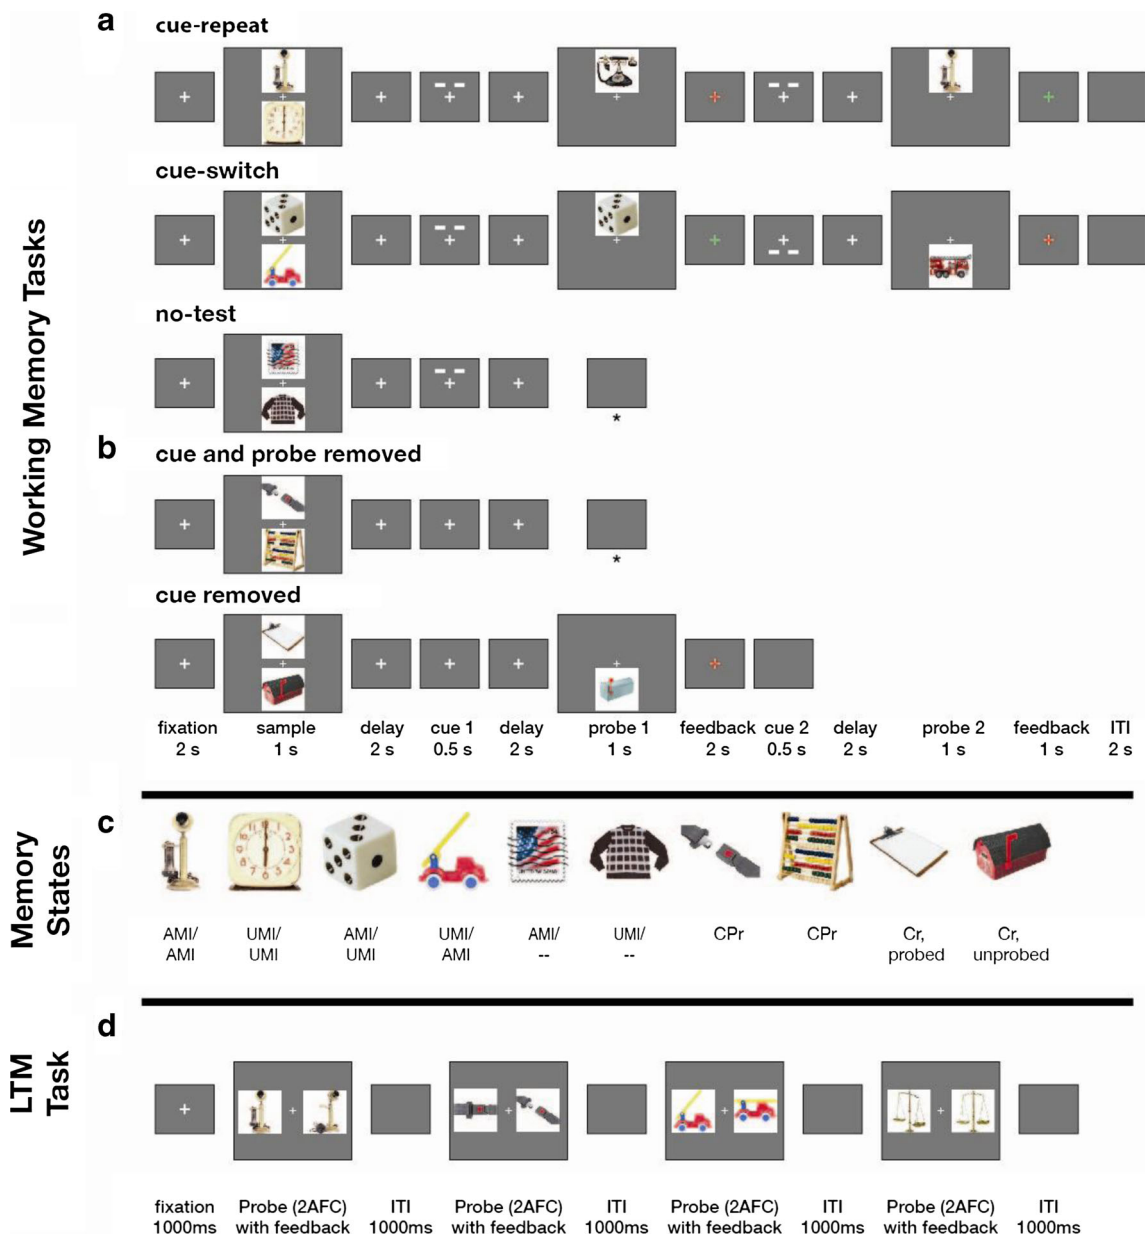 a
cue-repeat
cue-switch
no-test
*
b
cue and probe removed
*
cue removed
Working Memory Tasks
fixation sample delay cue 1 delay probe 1 feedback cue 2 delay probe 2 feedback ITI
2 s 1 s 2 s 0.5 s 2 s 1 s 2 s 0.5 s 2 s 1 s 1 s 2 s
c
Memory
States
AMI/ UMI/ AMI/ UMI/ AMI/ UMI/ CPr CPr Cr, Cr,
AMI UMI UMI AMI -- -- probed unprobed
d
LTM
Task
fixation Probe (2AFC) ITI Probe (2AFC) ITI Probe (2AFC) ITI Probe (2AFC) ITI
1000ms with feedback 1000ms with feedback 1000ms with feedback 1000ms with feedback 1000ms